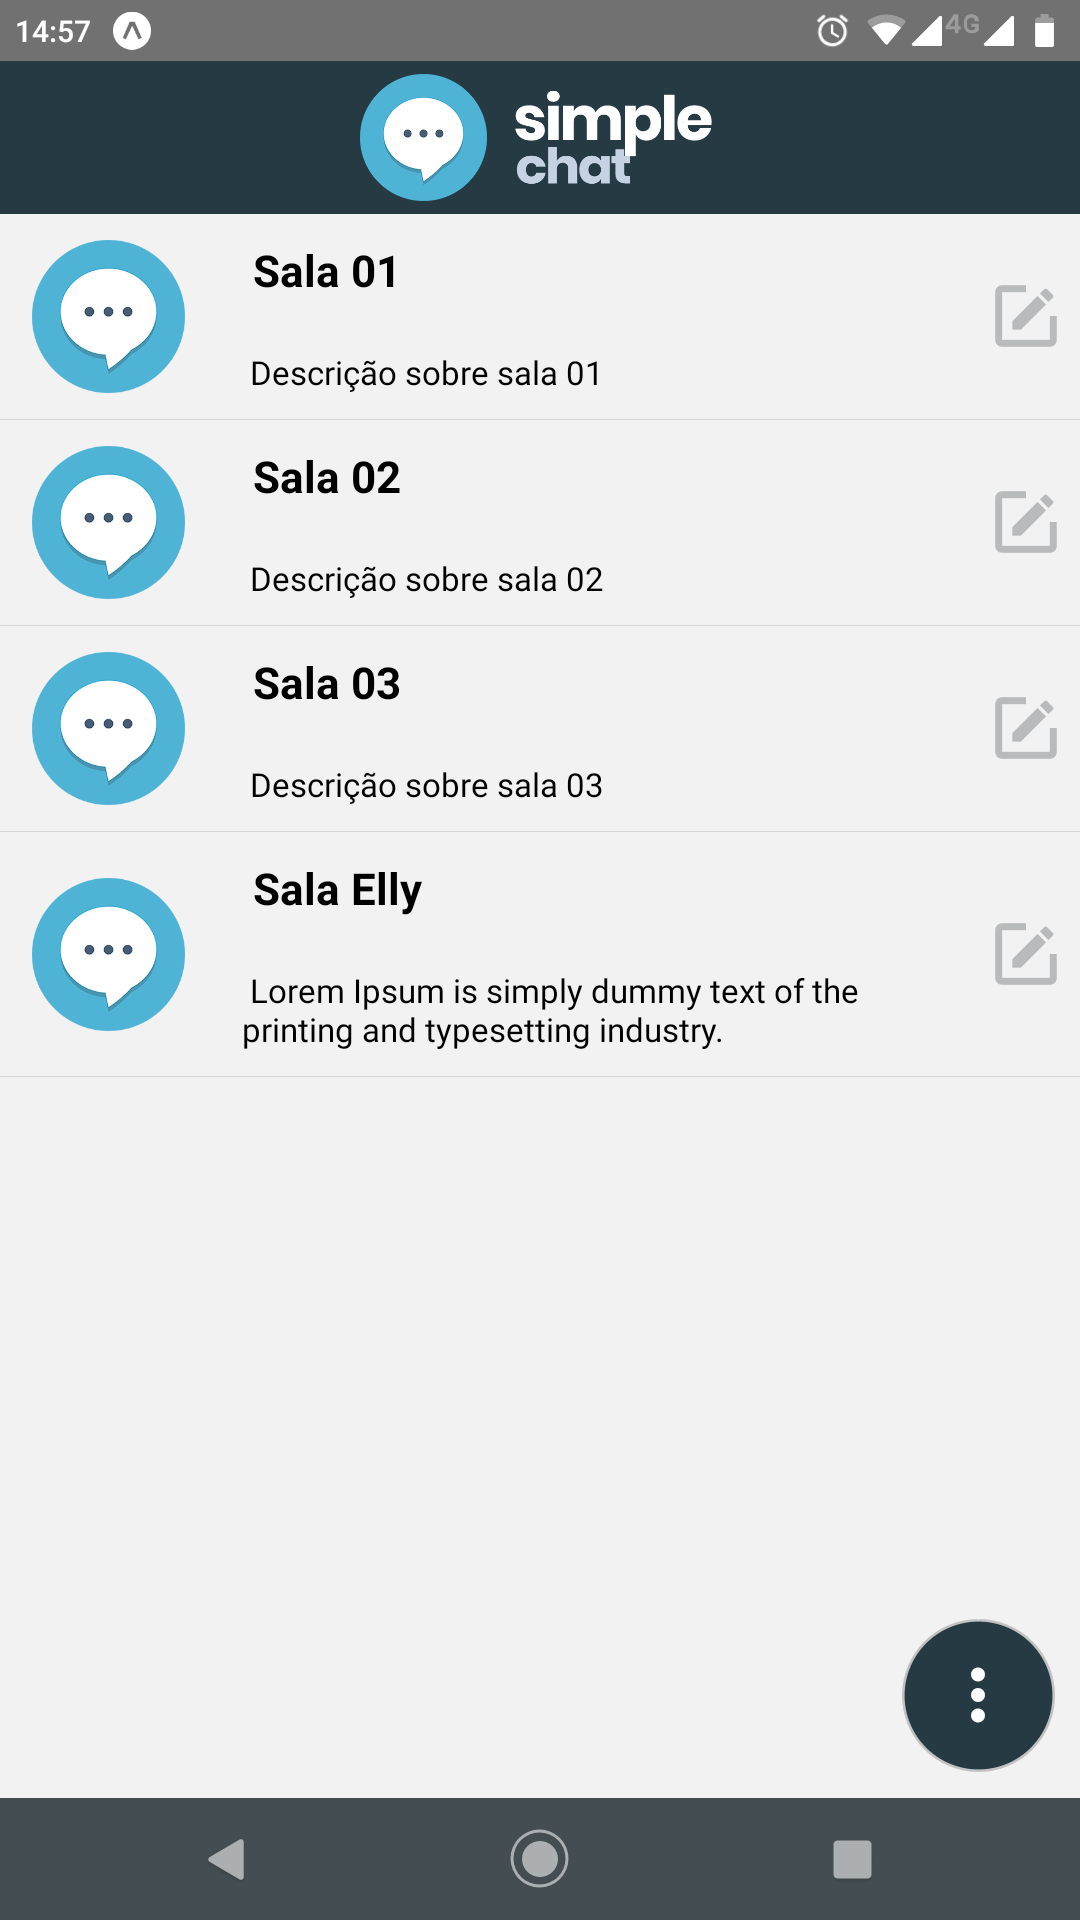 14:57
4G
simple
chat
Sala 01
Descrição sobre sala 01
Sala 02
Descrição sobre sala 02
Sala 03
Descrição sobre sala 03
Sala Elly
Lorem Ipsum is simply dummy text of the
printing and typesetting industry.